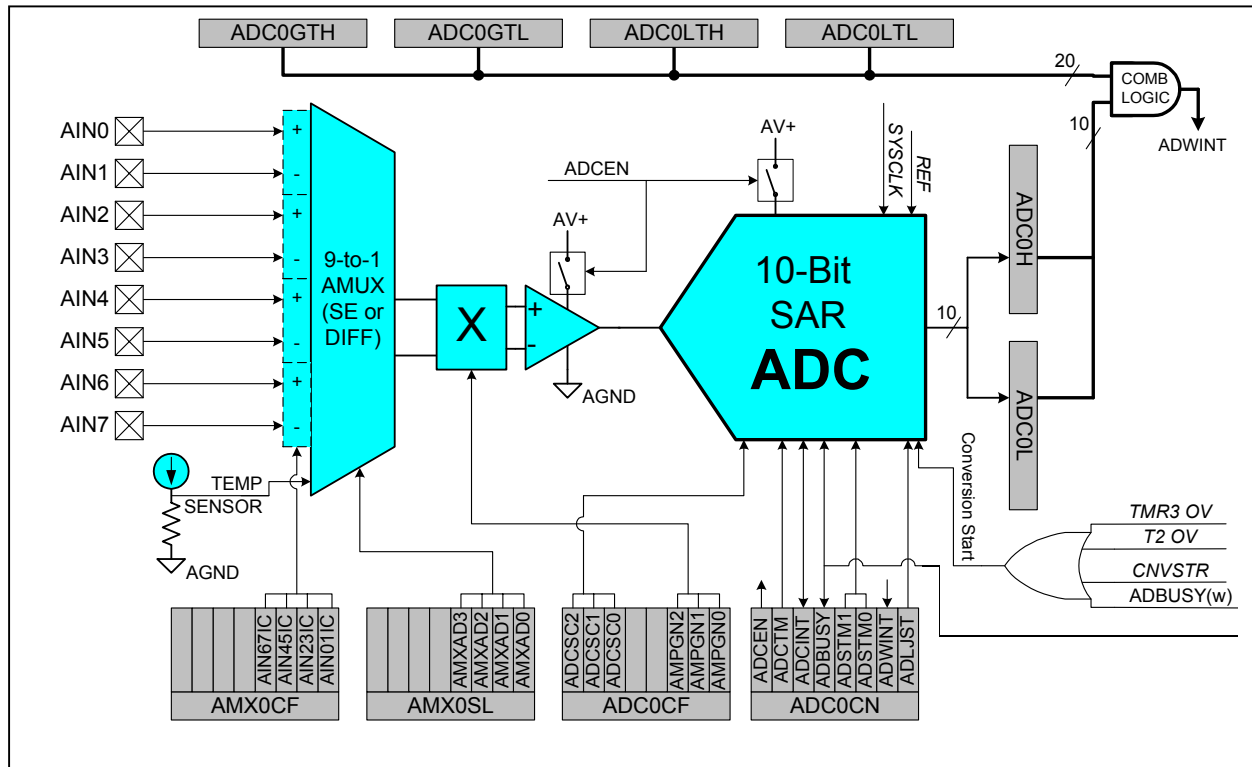 ADC0GTH
ADC0GTL
ADC0LTH
ADC0LTL
20
COMB
LOGIC
10
ADWINT
AIN0
AIN1
AIN2
AIN3
AIN4
AIN5
AIN6
AIN7
+
-
+
-
+
-
+
-
9-to-1
AMUX
(SE or
DIFF)
X
+
-
AV+
AGND
ADCEN
AV+
SYSCLK
REF
10-Bit
SAR
ADC
10
ADC0H
ADC0L
TEMP
SENSOR
AGND
Conversion Start
TMR3 OV
T2 OV
CNVSTR
ADBUSY(w)
AIN67IC
AIN45IC
AIN23IC
AIN01IC
AMX0CF
AMXAD3
AMXAD2
AMXAD1
AMXAD0
AMX0SL
ADCSC2
ADCSC1
ADCSC0
AMPGN2
AMPGN1
AMPGN0
ADC0CF
ADCEN
ADCTM
ADCINT
ADBUSY
ADSTM1
ADSTM0
ADWINT
ADLJST
ADC0CN